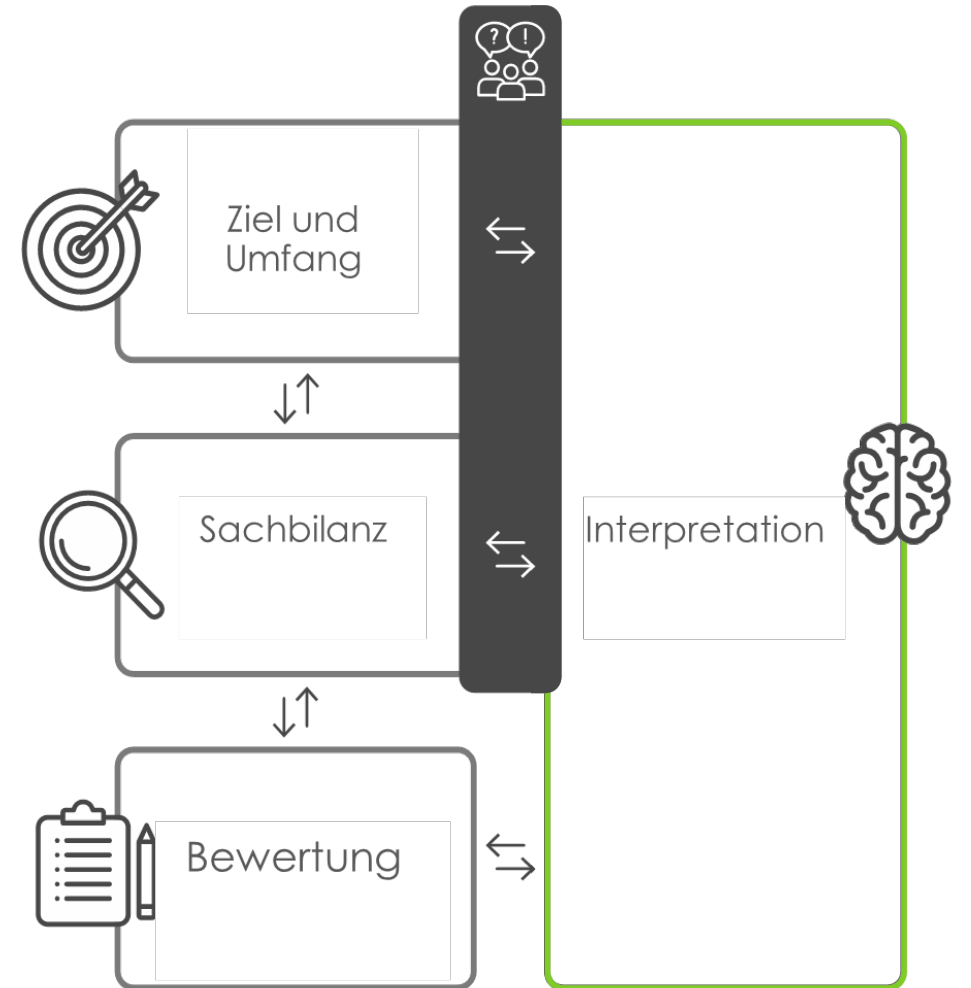 ? !
Ziel und
Umfang
Sachbilanz
Interpretation
Bewertung